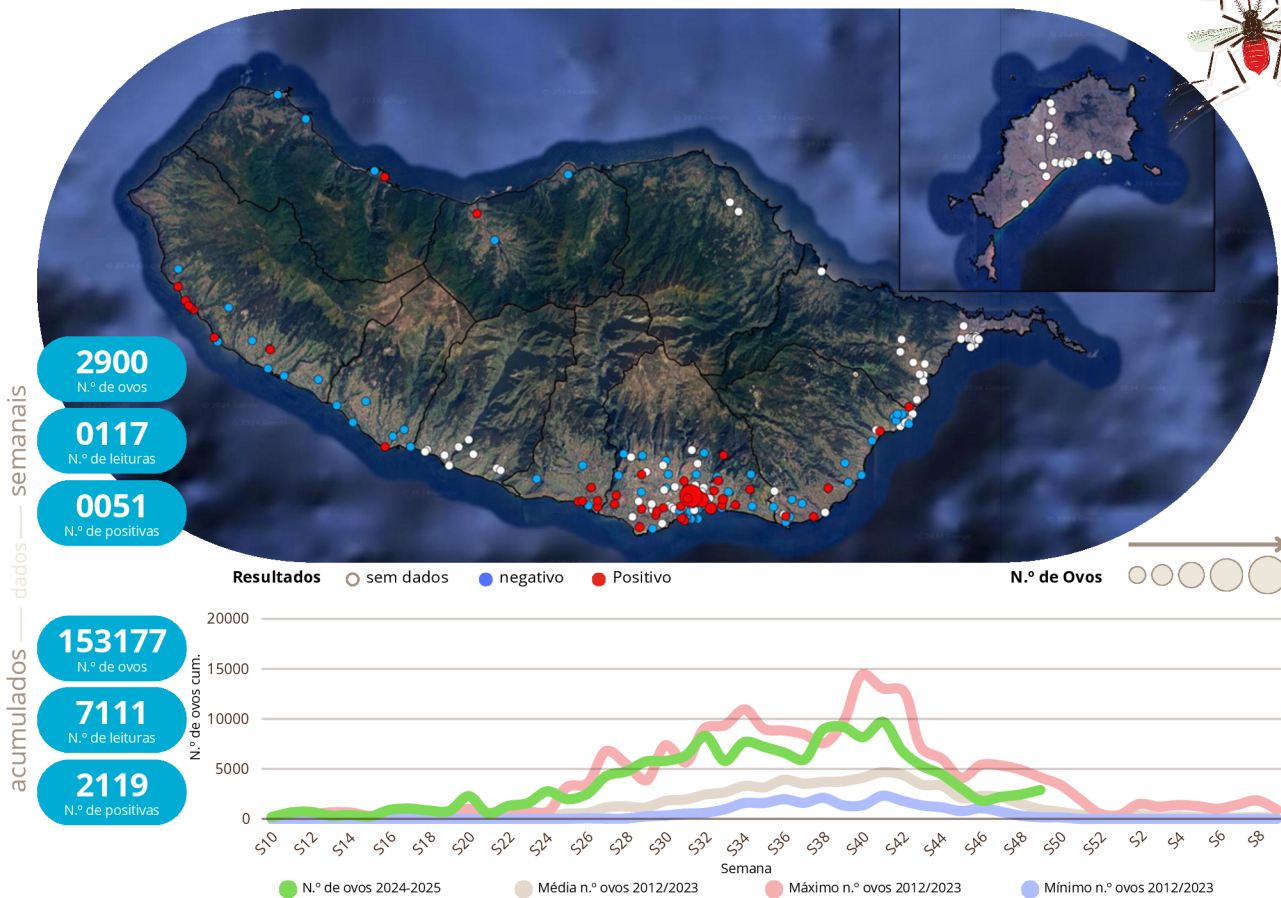 semanais
dados
acumulados
2900
N.º de ovos
0117
N.º de leituras
0051
N.º de positivas
Resultados
sem dados
negativo
Positivo
N.º de Ovos
153177
N.º de ovos
7111
N.º de leituras
2119
N.º de positivas
N.º de ovos cum.
20000
15000
10000
5000
0
S10 S12 S14 S16 S18 S20 S22 S24 S26 S28 S30 S32 S34 S36 S38 S40 S42 S44 S46 S48 S50 S52 S2 S4 S6 S8
Semana
N.º de ovos 2024-2025
Média n.º ovos 2012/2023
Máximo n.º ovos 2012/2023
Mínimo n.º ovos 2012/2023